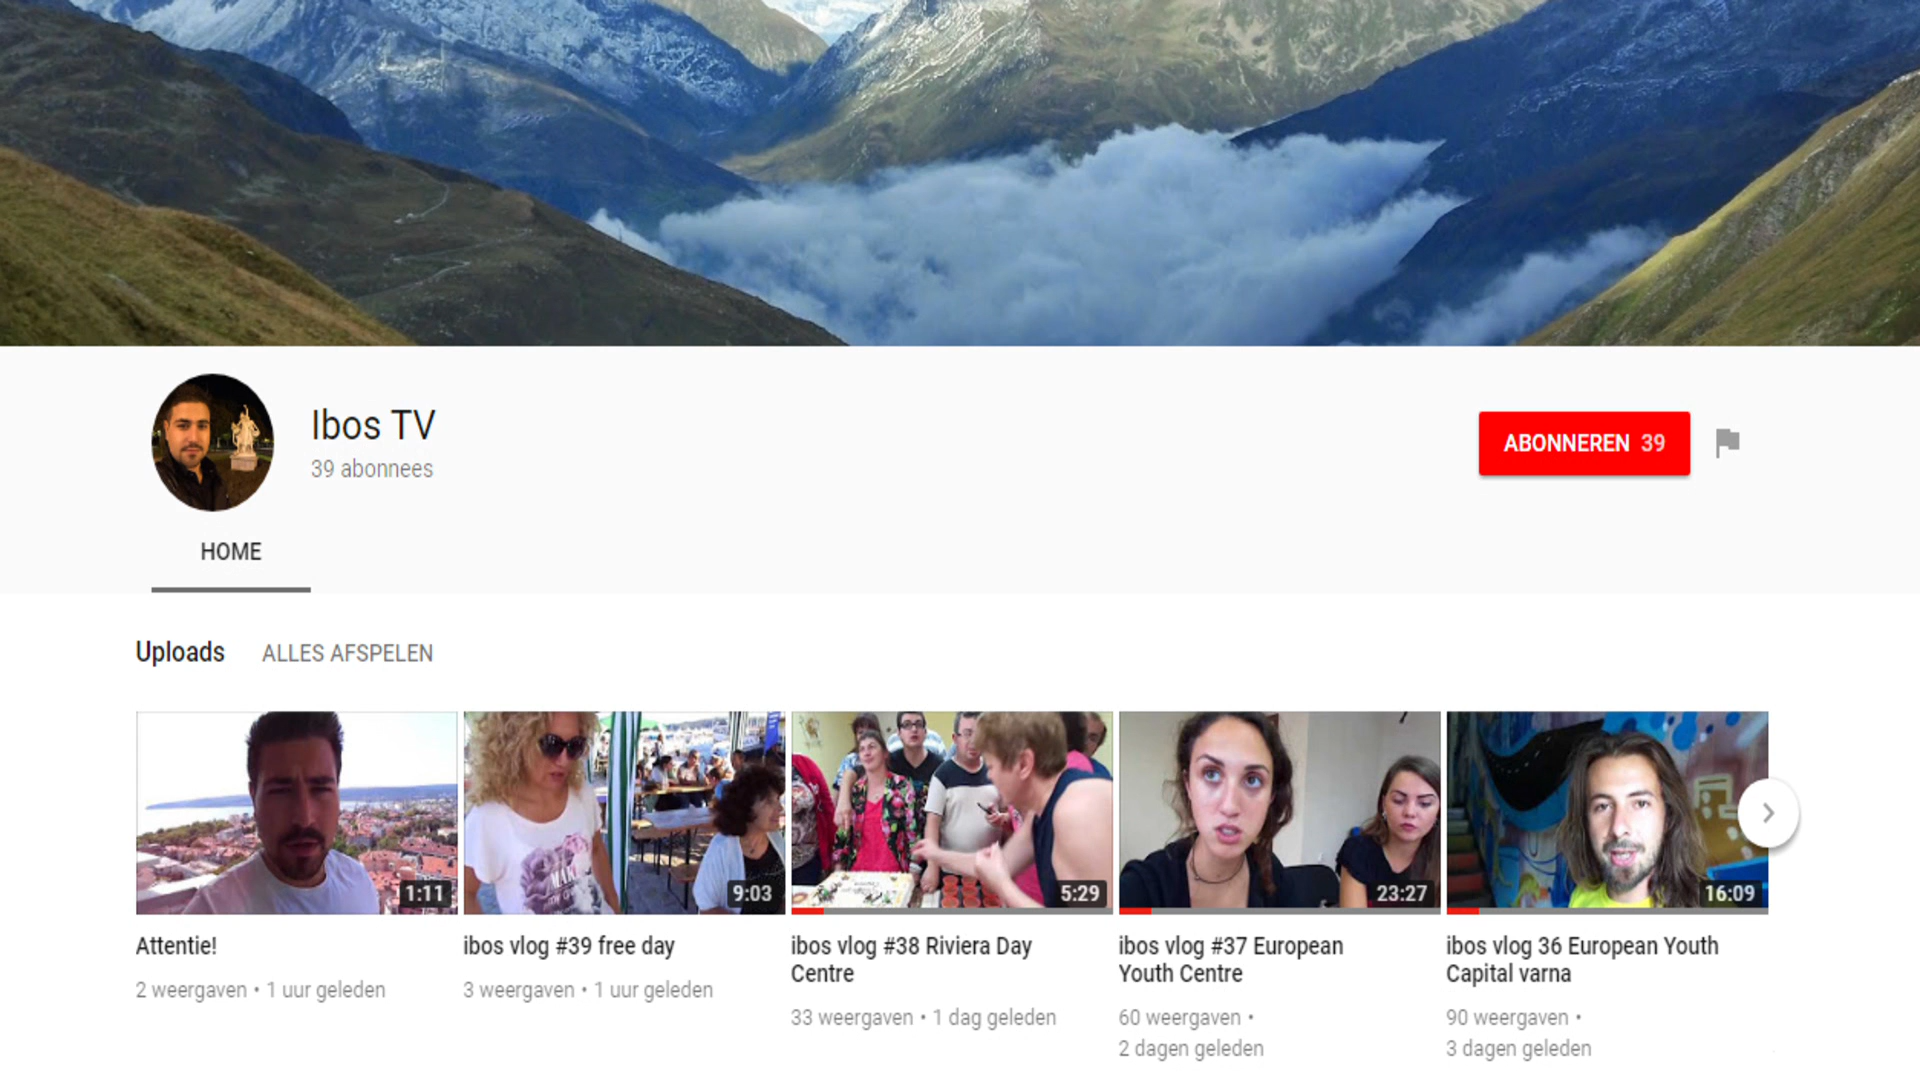 Ibos TV
39 abonnees
ABONNEREN 39
HOME
Uploads ALLES AFSPELEN
1:11
9:03
5:29
23:27
16:09
Attentie!
2 weergaven • 1 uur geleden
ibos vlog #39 free day
3 weergaven • 1 uur geleden
ibos vlog #38 Riviera Day
Centre
33 weergaven • 1 dag geleden
ibos vlog #37 European
Youth Centre
60 weergaven •
2 dagen geleden
ibos vlog 36 European Youth
Capital varna
90 weergaven •
3 dagen geleden